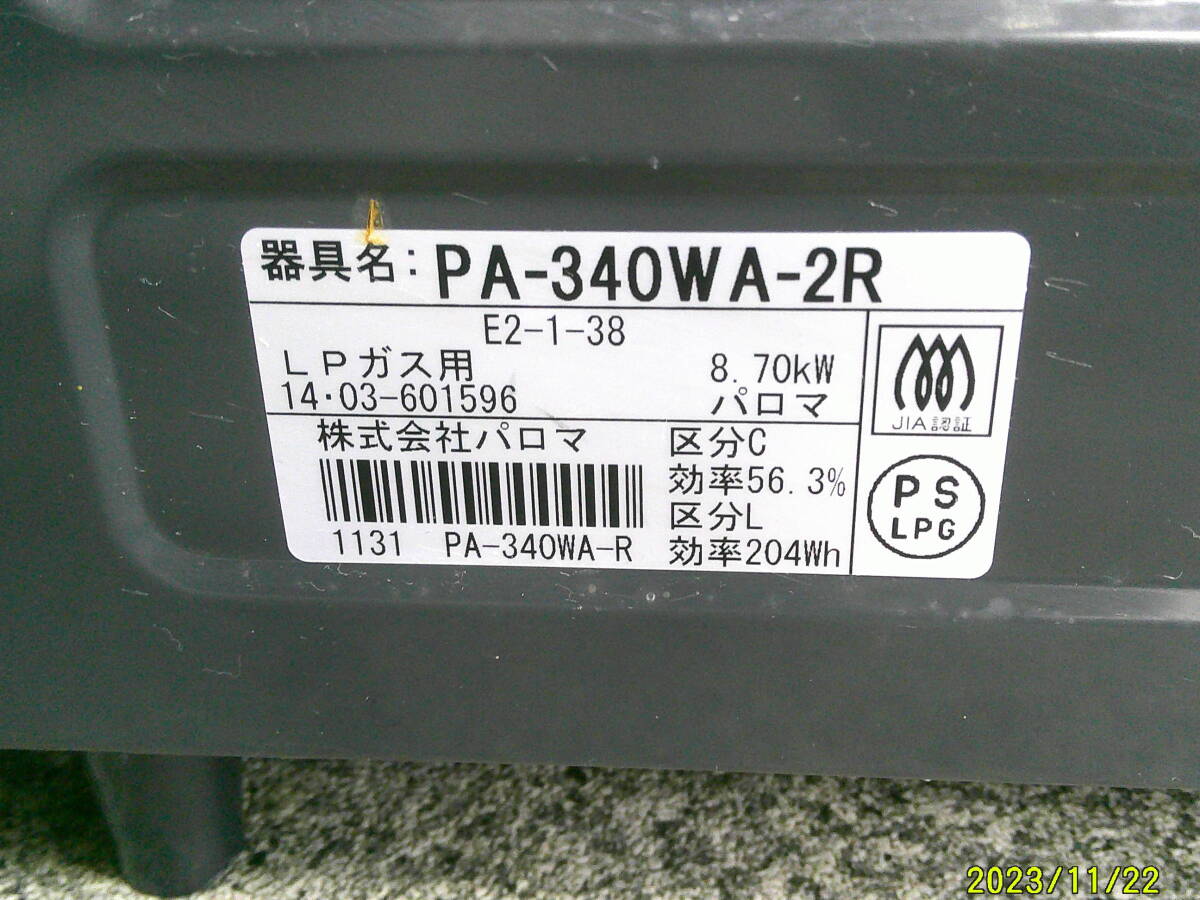 器具名：PA-340WA-2R
E2-1-38
LPガス用 8.70kW
14・03-601596 パロマ
株式会社パロマ
1131 PA-340WA-R
区分C
効率56.3%
区分L
効率204Wh
JIA認証
PS
LPG
2023/11/22